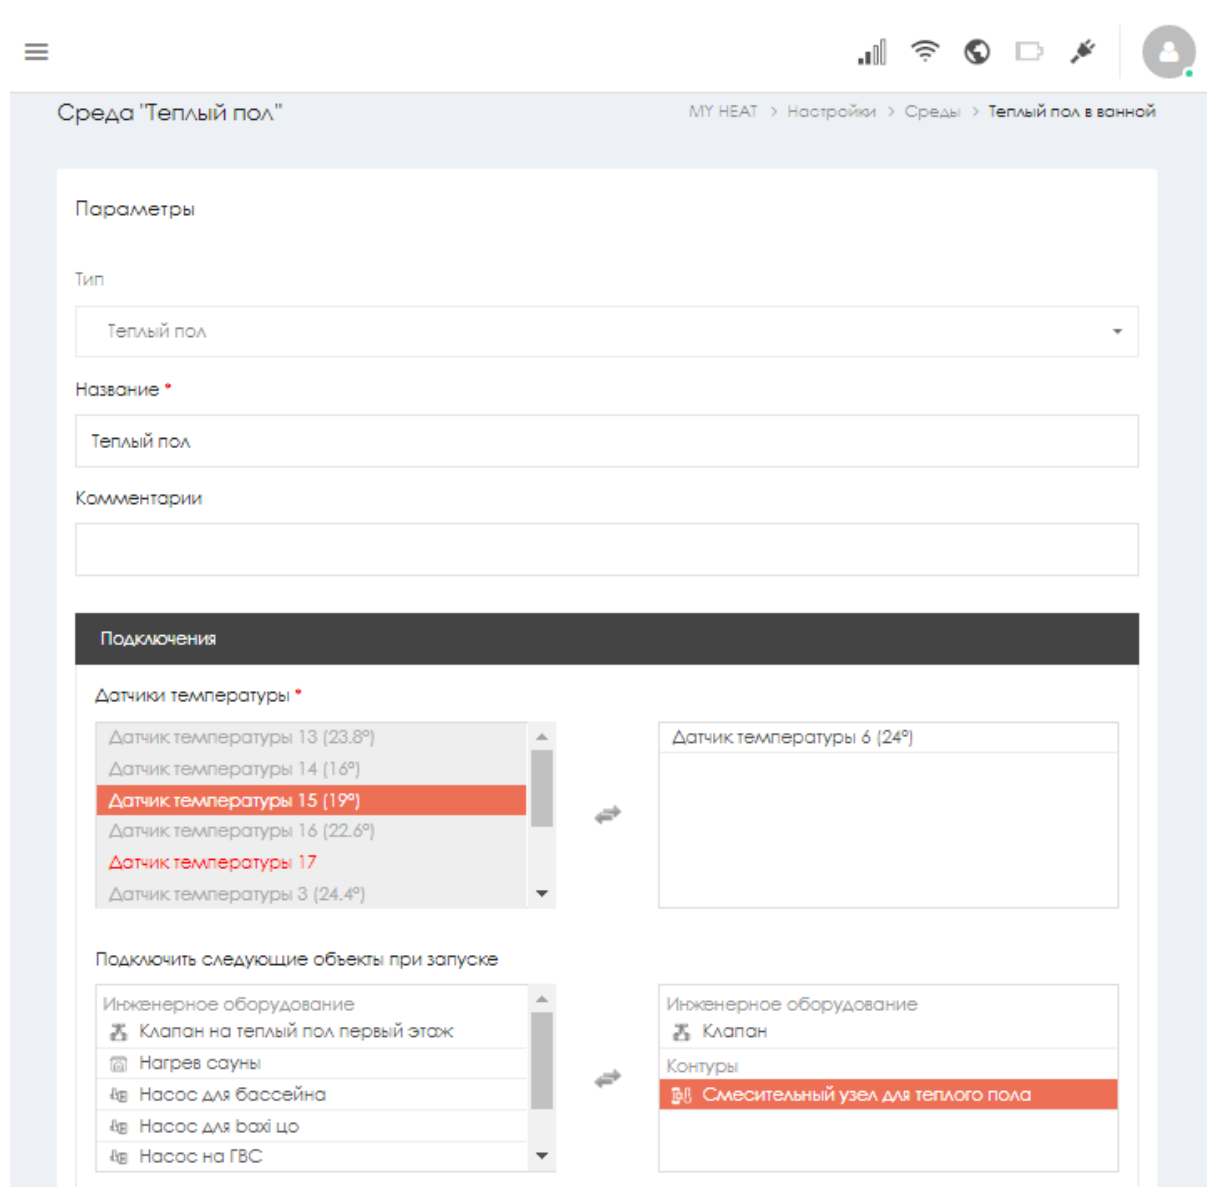 Среда "Теплый пол"
MY HEAT > Настройки > Среды > Теплый пол в ванной
Параметры
Тип
Теплый пол
Название *
Теплый пол
Комментарии
Подключения
Датчики температуры *
Датчик температуры 13 (23.8°)
Датчик температуры 14 (16°)
Датчик температуры 15 (19°)
Датчик температуры 16 (22.6°)
Датчик температуры 17
Датчик температуры 3 (24.4°)
Датчик температуры 6 (24°)
Подключить следующие объекты при запуске
Инженерное оборудование
Клапан на теплый пол первый этаж
Нагрев сауны
Насос для бассейна
Насос для baxi цо
Насос на ГВС
Инженерное оборудование
Клапан
Контуры
Смесительный узел для теплого пола